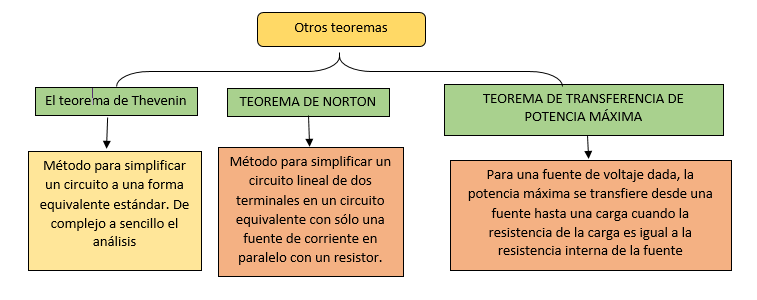 Otros teoremas
El teorema de Thevenin
TEOREMA DE NORTON
TEOREMA DE TRANSFERENCIA DE
POTENCIA MÁXIMA
Método para simplificar
un circuito a una forma
equivalente estándar. De
complejo a sencillo el
análisis
Método para simplificar un
circuito lineal de dos
terminales en un circuito
equivalente con sólo una
fuente de corriente en
paralelo con un resistor.
Para una fuente de voltaje dada, la
potencia máxima se transfiere desde una
fuente hasta una carga cuando la
resistencia de la carga es igual a la
resistencia interna de la fuente